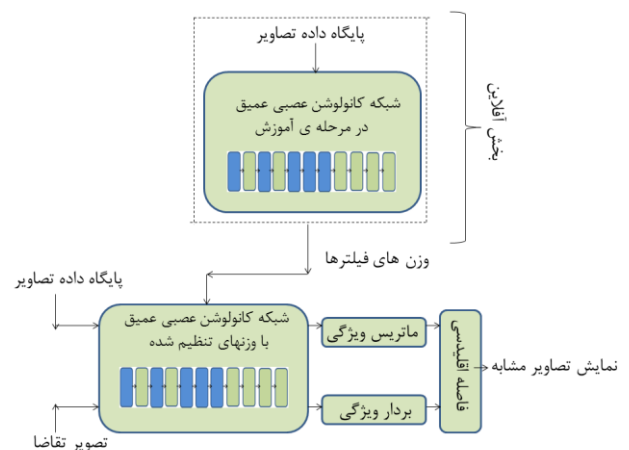 پایگاه داده تصاویر
شبکه کانولوشن عصبی عمیق
در مرحله ی آموزش
بخش آفلاین
وزن های فیلترها
پایگاه داده تصاویر
شبکه کانولوشن عصبی عمیق
با وزنهای تنظیم شده
ماتریس ویژگی
بردار ویژگی
فاصله اقلیدسی
نمایش تصاویر مشابه
تصویر تقاضا